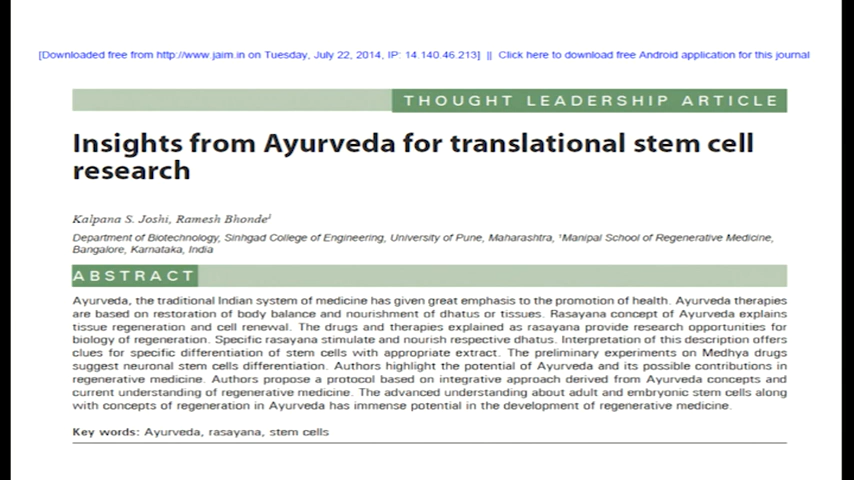 [Downloaded free from http://www.jaim.in on Tuesday, July 22, 2014, IP: 14.140.46.213] || Click here to download free Android application for this journal
THOUGHT LEADERSHIP ARTICLE
Insights from Ayurveda for translational stem cell
research
Kalpana S. Joshi, Ramesh Bhonde¹
Department of Biotechnology, Sinhgad College of Engineering, University of Pune, Maharashtra, ¹Manipal School of Regenerative Medicine,
Bangalore, Karnataka, India
ABSTRACT
Ayurveda, the traditional Indian system of medicine has given great emphasis to the promotion of health. Ayurveda therapies
are based on restoration of body balance and nourishment of dhatus or tissues. Rasayana concept of Ayurveda explains
tissue regeneration and cell renewal. The drugs and therapies explained as rasayana provide research opportunities for
biology of regeneration. Specific rasayana stimulate and nourish respective dhatus. Interpretation of this description offers
clues for specific differentiation of stem cells with appropriate extract. The preliminary experiments on Medhya drugs
suggest neuronal stem cells differentiation. Authors highlight the potential of Ayurveda and its possible contributions in
regenerative medicine. Authors propose a protocol based on integrative approach derived from Ayurveda concepts and
current understanding of regenerative medicine. The advanced understanding about adult and embryonic stem cells along
with concepts of regeneration in Ayurveda has immense potential in the development of regenerative medicine.
Key words: Ayurveda, rasayana, stem cells